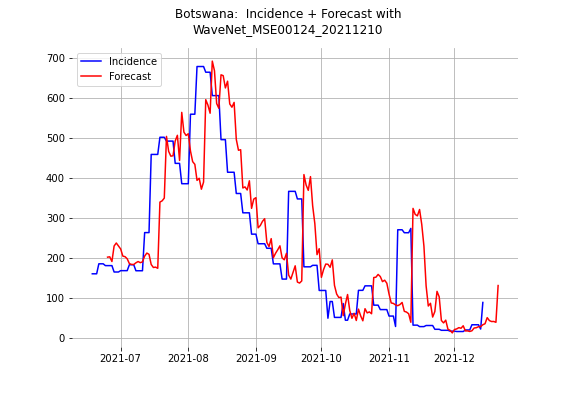 Botswana:  Incidence + Forecast with
WaveNet_MSE00124_20211210
Incidence
Forecast
700
600
500
400
300
200
100
0
2021-07 2021-08 2021-09 2021-10 2021-11 2021-12